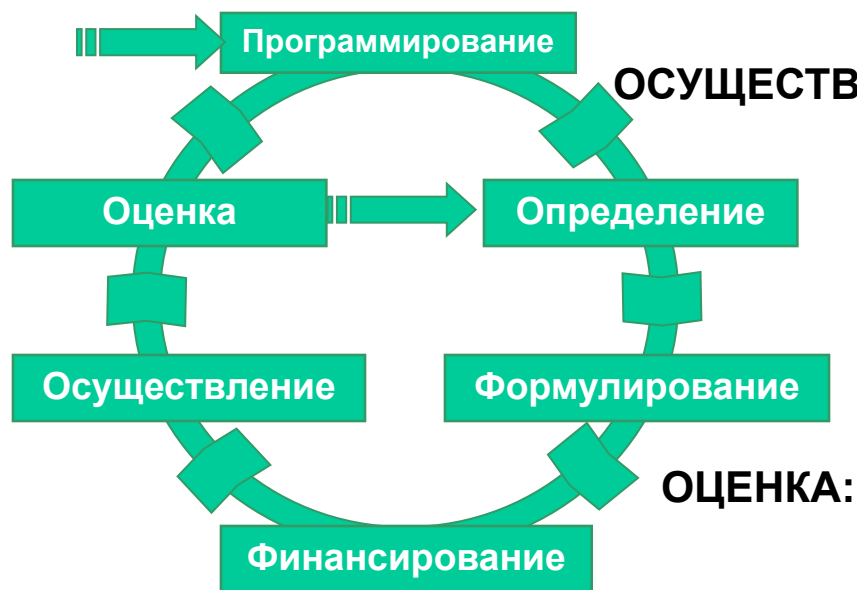 Программирование
ОСУЩЕСТВ
Оценка
Определение
Осуществление
Формулирование
ОЦЕНКА:
Финансирование